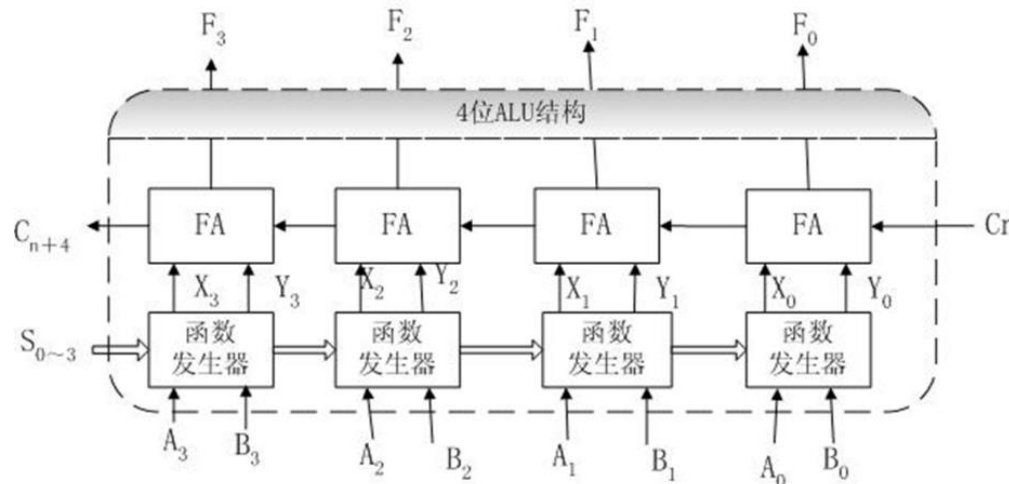 F₃ F₂ F₁ F₀
4位ALU结构
FA FA FA FA
Cₙ₊₄ Cn
X₃ Y₃ X₂ Y₂ X₁ Y₁ X₀ Y₀
S₀~₃
函数 函数 函数 函数
发生器 发生器 发生器 发生器
A₃ B₃ A₂ B₂ A₁ B₁ A₀ B₀